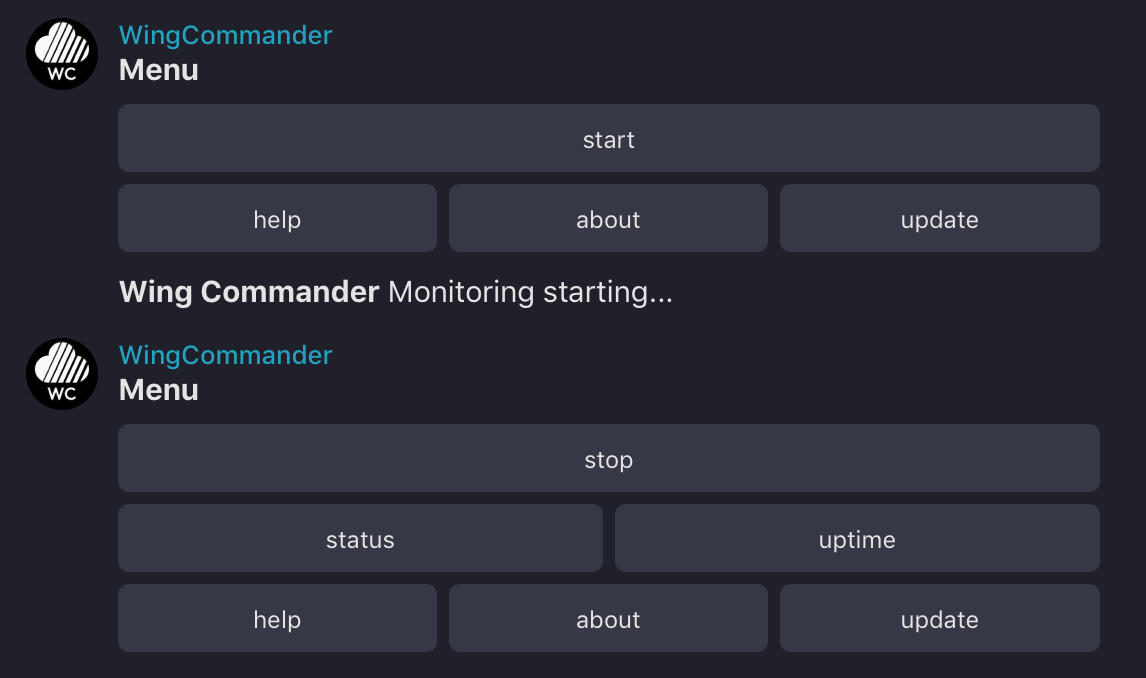 WingCommander
WC
Menu
start
help about update
Wing Commander Monitoring starting...
WingCommander
WC
Menu
stop
status uptime
help about update